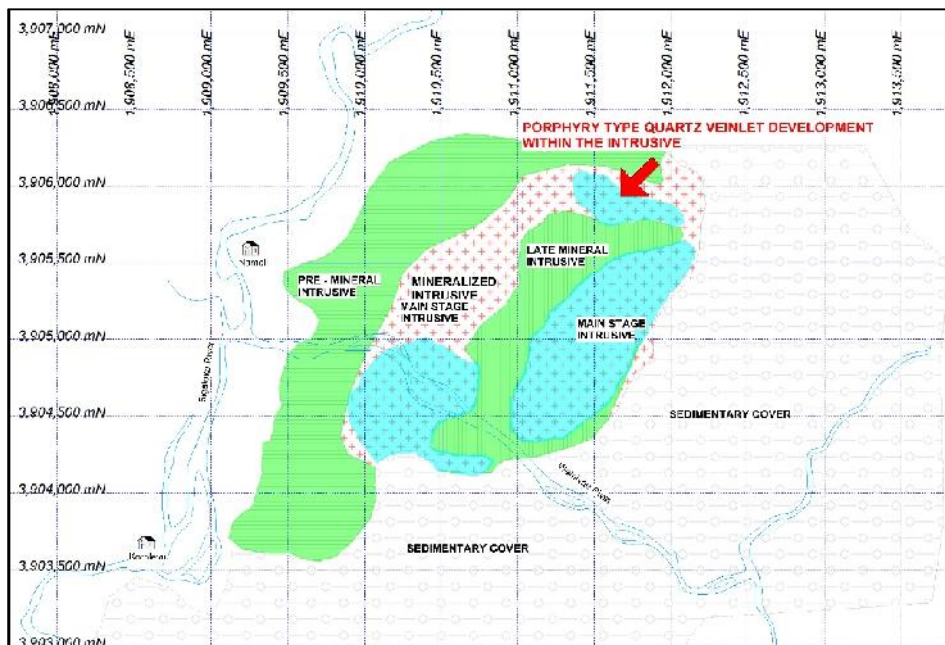 3,907,000 mN
1,908,500 mE
1,909,000 mE
1,909,500 mE
1,910,000 mE
1,910,500 mE
1,911,000 mE
1,911,500 mE
1,912,000 mE
1,912,500 mE
1,913,000 mE
1,913,500 mE
3,906,500 mN
PORPHYRY TYPE QUARTZ VEINLET DEVELOPMENT
WITHIN THE INTRUSIVE
3,906,000 mN
3,905,500 mN
LATE MINERAL
INTRUSIVE
PRE - MINERAL
INTRUSIVE
MINERALIZED
INTRUSIVE
MAIN STAGE
INTRUSIVE
MAIN STAGE
INTRUSIVE
3,905,000 mN
3,904,500 mN
SEDIMENTARY COVER
3,904,000 mN
SEDIMENTARY COVER
3,903,500 mN
3,903,000 mN
River
River